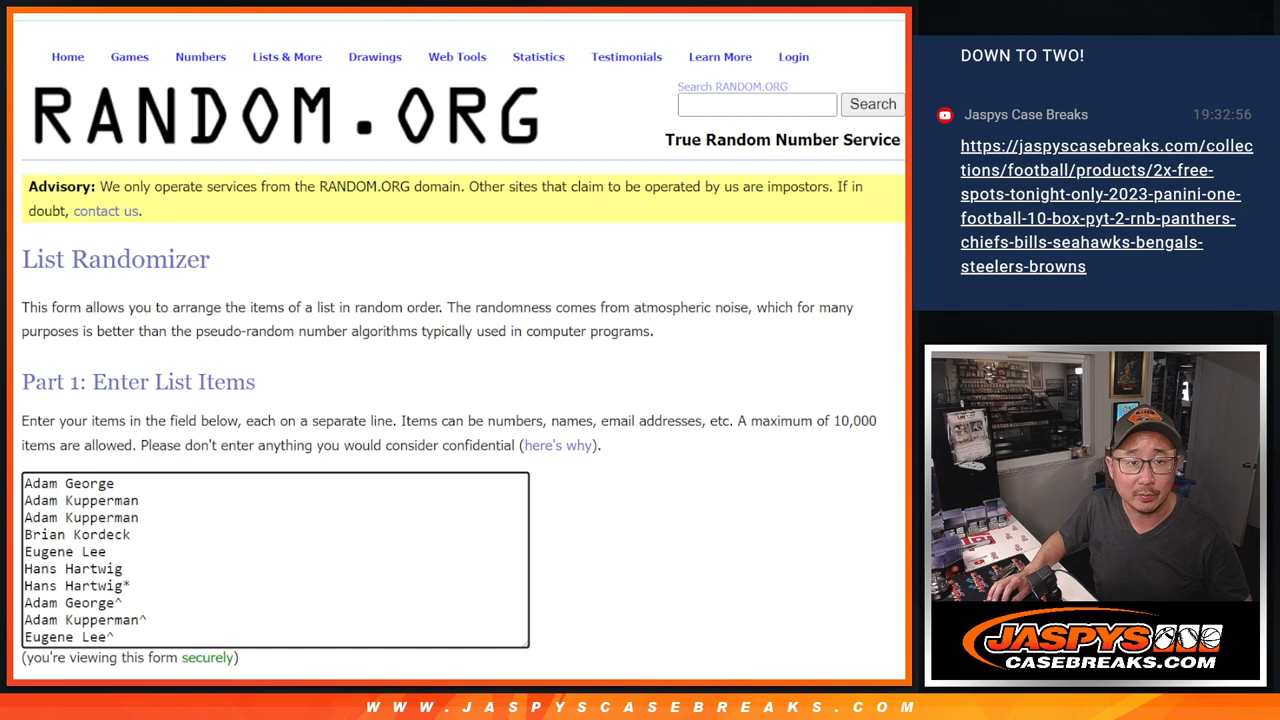 Home Games Numbers Lists & More Drawings Web Tools Statistics Testimonials Learn More Login
RANDOM.ORG
Search RANDOM.ORG
Search
True Random Number Service
Advisory: We only operate services from the RANDOM.ORG domain. Other sites that claim to be operated by us are impostors. If in
doubt, contact us.
List Randomizer
This form allows you to arrange the items of a list in random order. The randomness comes from atmospheric noise, which for many
purposes is better than the pseudo-random number algorithms typically used in computer programs.
Part 1: Enter List Items
Enter your items in the field below, each on a separate line. Items can be numbers, names, email addresses, etc. A maximum of 10,000
items are allowed. Please don't enter anything you would consider confidential (here's why).
Adam George
Adam Kupperman
Adam Kupperman
Brian Kordeck
Eugene Lee
Hans Hartwig
Hans Hartwig*
Adam George^
Adam Kupperman^
Eugene Lee^
(you're viewing this form securely)
DOWN TO TWO!
Jaspys Case Breaks 19:32:56
https://jaspyscasebreaks.com/collec
tions/football/products/2x-free-
spots-tonight-only-2023-panini-one-
football-10-box-pyt-2-rnb-panthers-
chiefs-bills-seahawks-bengals-
steelers-browns
JASPYS
CASEBREAKS.COM
WWW.JASPYSCASEBREAKS.COM